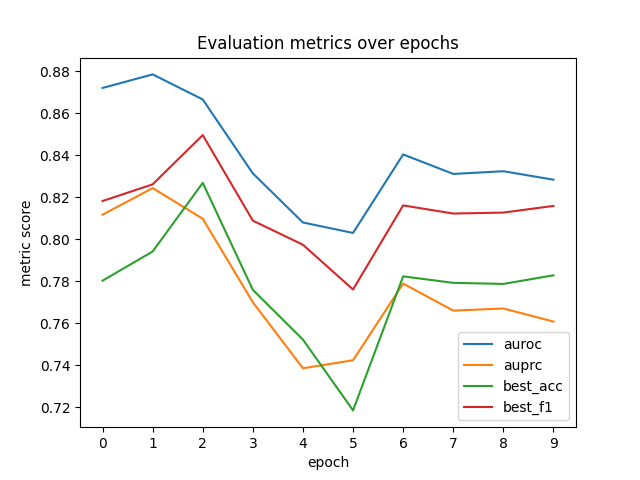 Evaluation metrics over epochs
metric score
0.88
0.86
0.84
0.82
0.80
0.78
0.76
0.74
0.72
0 1 2 3 4 5 6 7 8 9
epoch
auroc
auprc
best_acc
best_f1